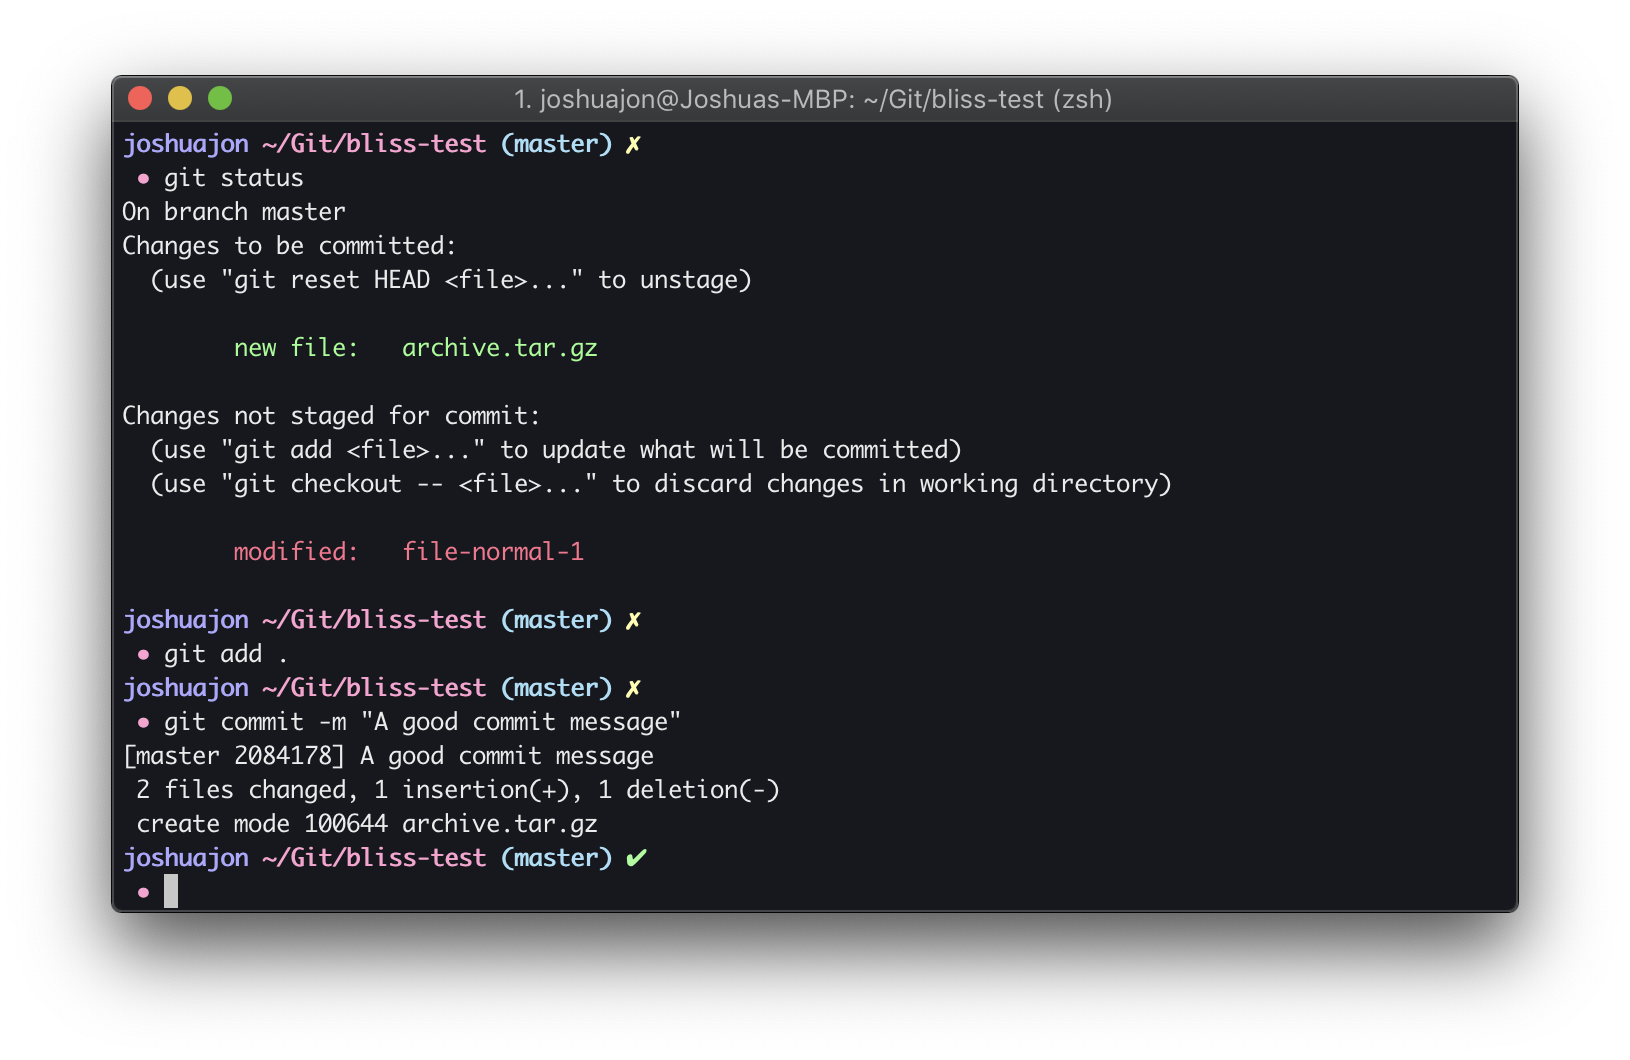 1. joshuajon@Joshuas-MBP: ~/Git/bliss-test (zsh)
joshuajon ~/Git/bliss-test (master) ✗
• git status
On branch master
Changes to be committed:
  (use "git reset HEAD <file>..." to unstage)
        new file:   archive.tar.gz
Changes not staged for commit:
  (use "git add <file>..." to update what will be committed)
  (use "git checkout -- <file>..." to discard changes in working directory)
        modified:   file-normal-1
joshuajon ~/Git/bliss-test (master) ✗
• git add .
joshuajon ~/Git/bliss-test (master) ✗
• git commit -m "A good commit message"
[master 2084178] A good commit message
 2 files changed, 1 insertion(+), 1 deletion(-)
 create mode 100644 archive.tar.gz
joshuajon ~/Git/bliss-test (master) ✔
•